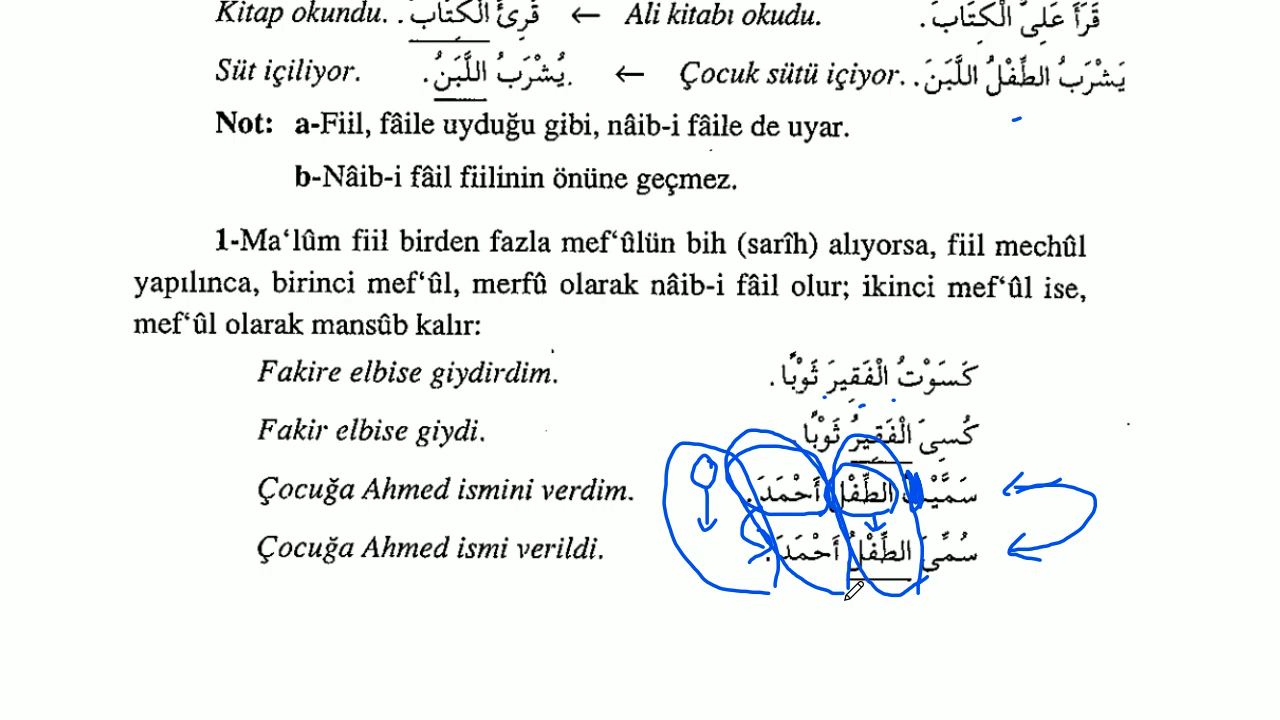 Kitap okundu. . قُرِئَ الْكِتَابُ ← Ali kitabı okudu. قَرَأَ عَلِىٌّ الْكِتَابَ .
Süt içiliyor. يُشْرَبُ اللَّبَنُ . ← Çocuk sütü içiyor. . يَشْرَبُ الطِّفْلُ اللَّبَنَ .
Not: a-Fiil, fâile uyduğu gibi, nâib-i fâile de uyar.
b-Nâib-i fâil fiilinin önüne geçmez.
1-Ma‘lûm fiil birden fazla mef‘ûlün bih (sarîh) alıyorsa, fiil mechûl
yapılınca, birinci mef‘ûl, merfû olarak nâib-i fâil olur; ikinci mef‘ûl ise,
mef‘ûl olarak mansûb kalır:
Fakire elbise giydirdim. كَسَوْتُ الْفَقِيرَ ثَوْبًا .
Fakir elbise giydi. كُسِىَ الْفَقِيرُ ثَوْبًا .
Çocuğa Ahmed ismini verdim. الطِّفْلَ أَحْمَدَ .
Çocuğa Ahmed ismi verildi. سُمِّىَ الطِّفْلُ أَحْمَدَ .